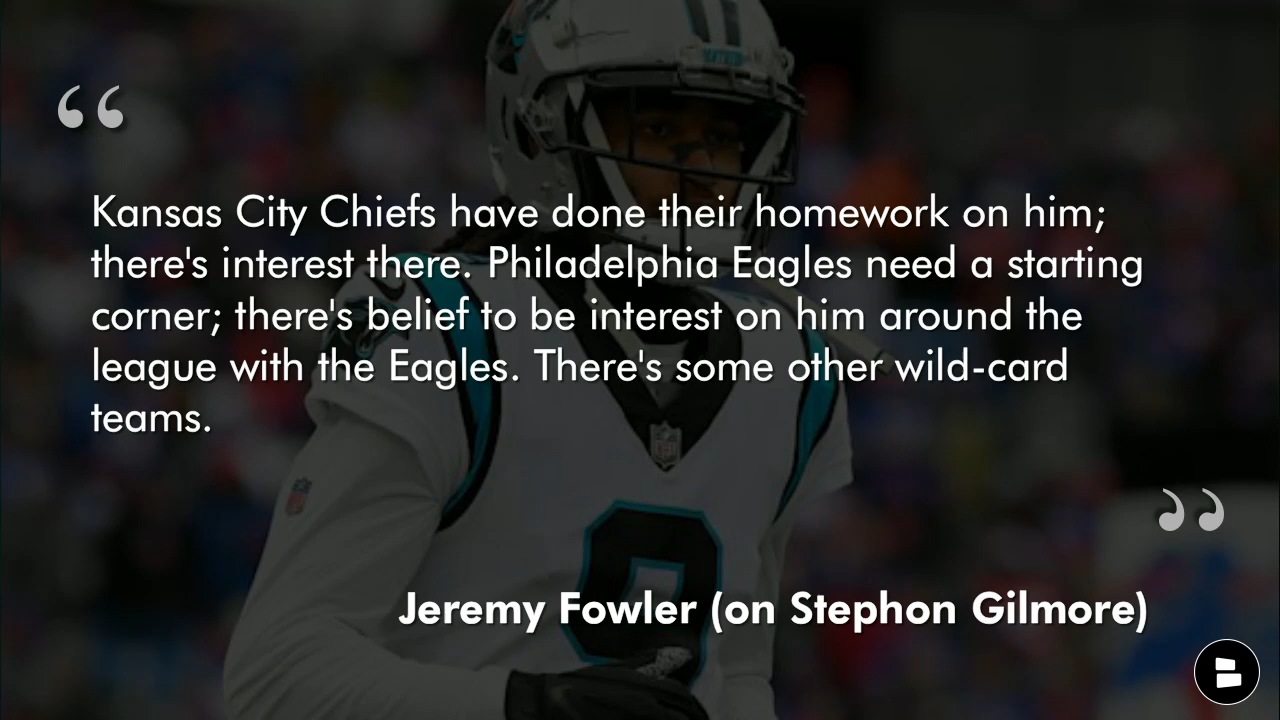 “
Kansas City Chiefs have done their homework on him;
there's interest there. Philadelphia Eagles need a starting
corner; there's belief to be interest on him around the
league with the Eagles. There's some other wild-card
teams.
”
Jeremy Fowler (on Stephon Gilmore)
9